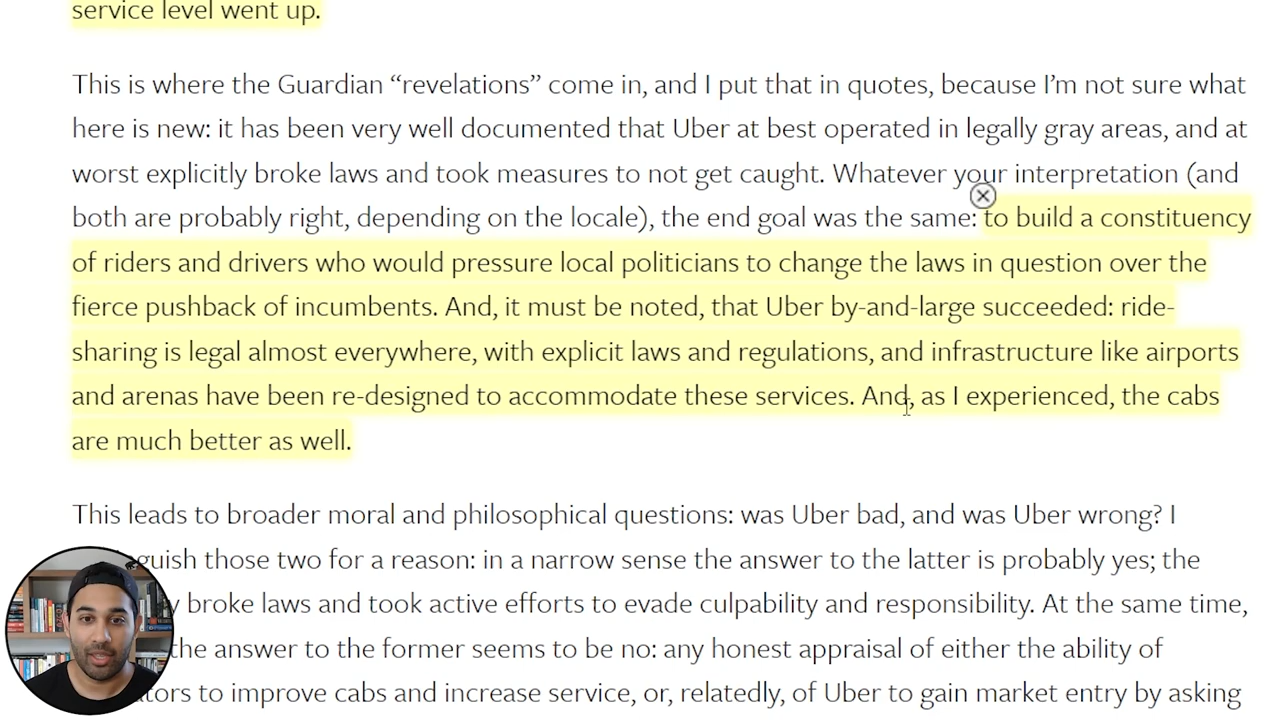 service level went up.
This is where the Guardian “revelations” come in, and I put that in quotes, because I’m not sure what
here is new: it has been very well documented that Uber at best operated in legally gray areas, and at
worst explicitly broke laws and took measures to not get caught. Whatever your interpretation (and
both are probably right, depending on the locale), the end goal was the same: to build a constituency
of riders and drivers who would pressure local politicians to change the laws in question over the
fierce pushback of incumbents. And, it must be noted, that Uber by-and-large succeeded: ride-
sharing is legal almost everywhere, with explicit laws and regulations, and infrastructure like airports
and arenas have been re-designed to accommodate these services. And, as I experienced, the cabs
are much better as well.
This leads to broader moral and philosophical questions: was Uber bad, and was Uber wrong? I
those two for a reason: in a narrow sense the answer to the latter is probably yes; the
broke laws and took active efforts to evade culpability and responsibility. At the same time,
the answer to the former seems to be no: any honest appraisal of either the ability of
to improve cabs and increase service, or, relatedly, of Uber to gain market entry by asking